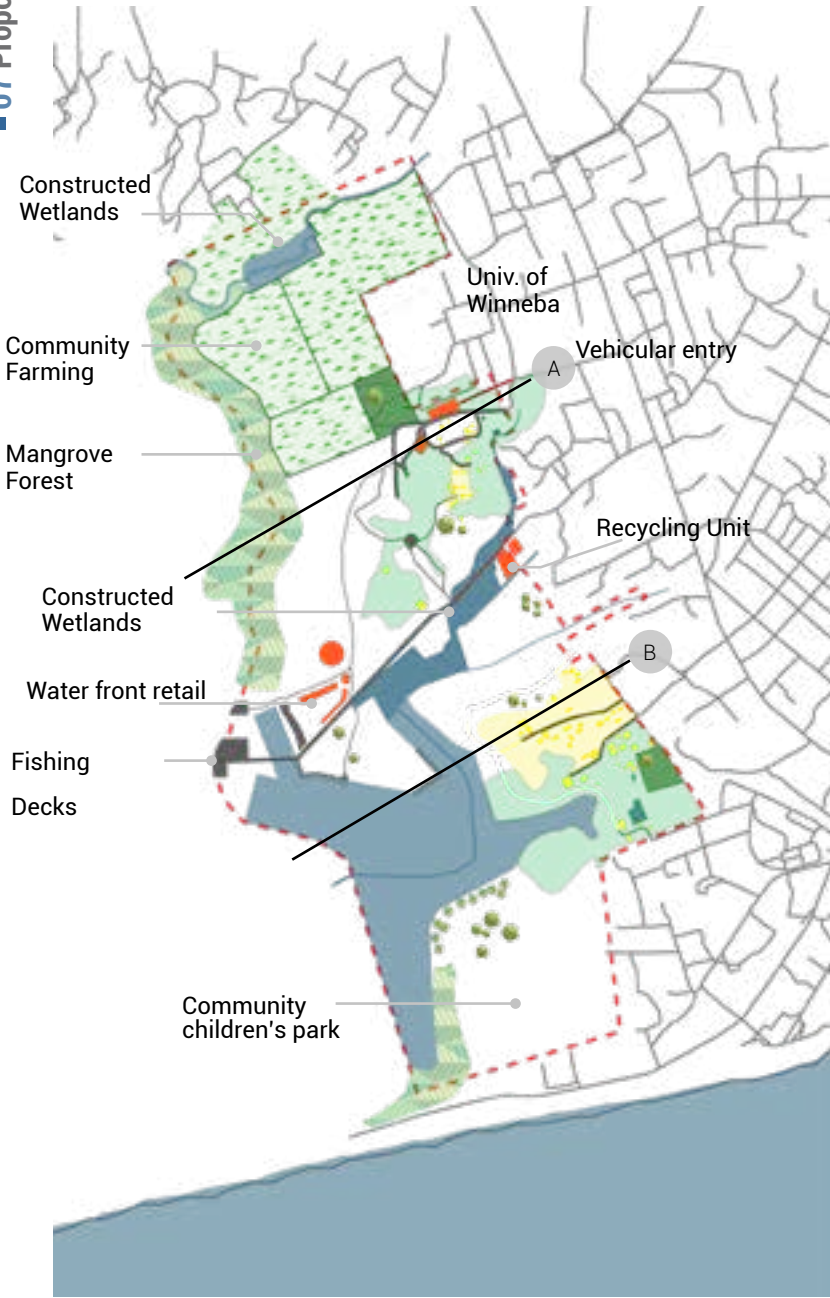 07
Constructed
Wetlands
Univ. of
Winneba
Community
Farming
Vehicular entry
A
Mangrove
Forest
Recycling Unit
Constructed
Wetlands
B
Water front retail
Fishing
Decks
Community
children's park